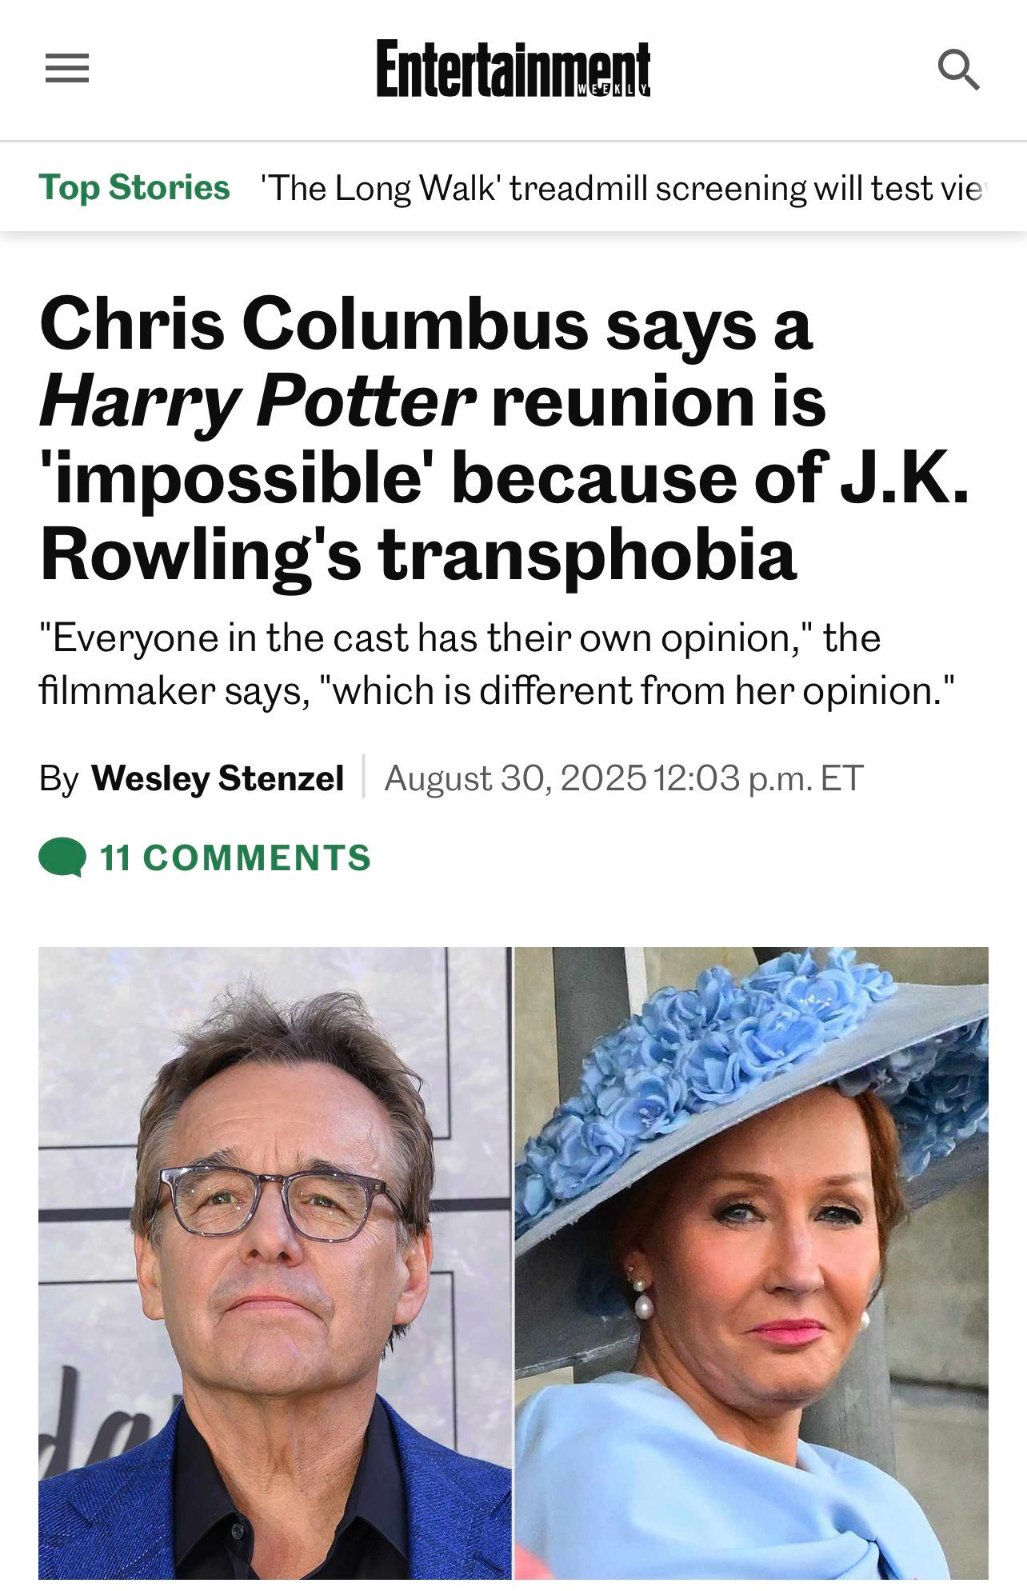 Entertainment
WEEKLY
Top Stories 'The Long Walk' treadmill screening will test vie
Chris Columbus says a
Harry Potter reunion is
'impossible' because of J.K.
Rowling's transphobia
"Everyone in the cast has their own opinion," the
filmmaker says, "which is different from her opinion."
By Wesley Stenzel August 30, 2025 12:03 p.m. ET
11 COMMENTS
da